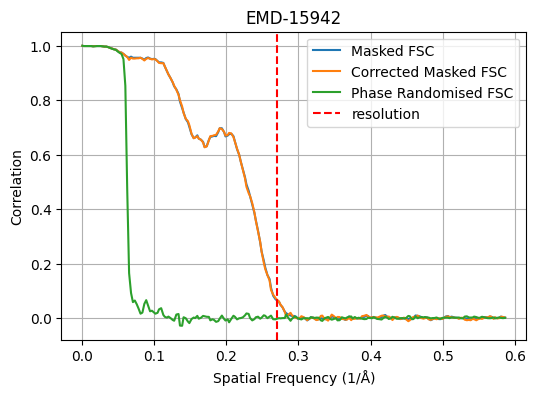 EMD-15942
Masked FSC
Corrected Masked FSC
Phase Randomised FSC
resolution
Correlation
1.0
0.8
0.6
0.4
0.2
0.0
0.0 0.1 0.2 0.3 0.4 0.5 0.6
Spatial Frequency (1/Å)